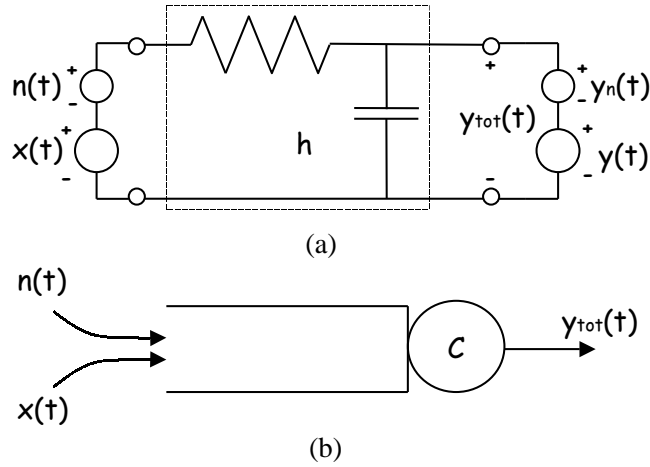 n(t)
+
-
x(t)
+
-
h
+
ytot(t)
-
+
-
yn(t)
+
-
y(t)
(a)
n(t)
x(t)
C
ytot(t)
(b)